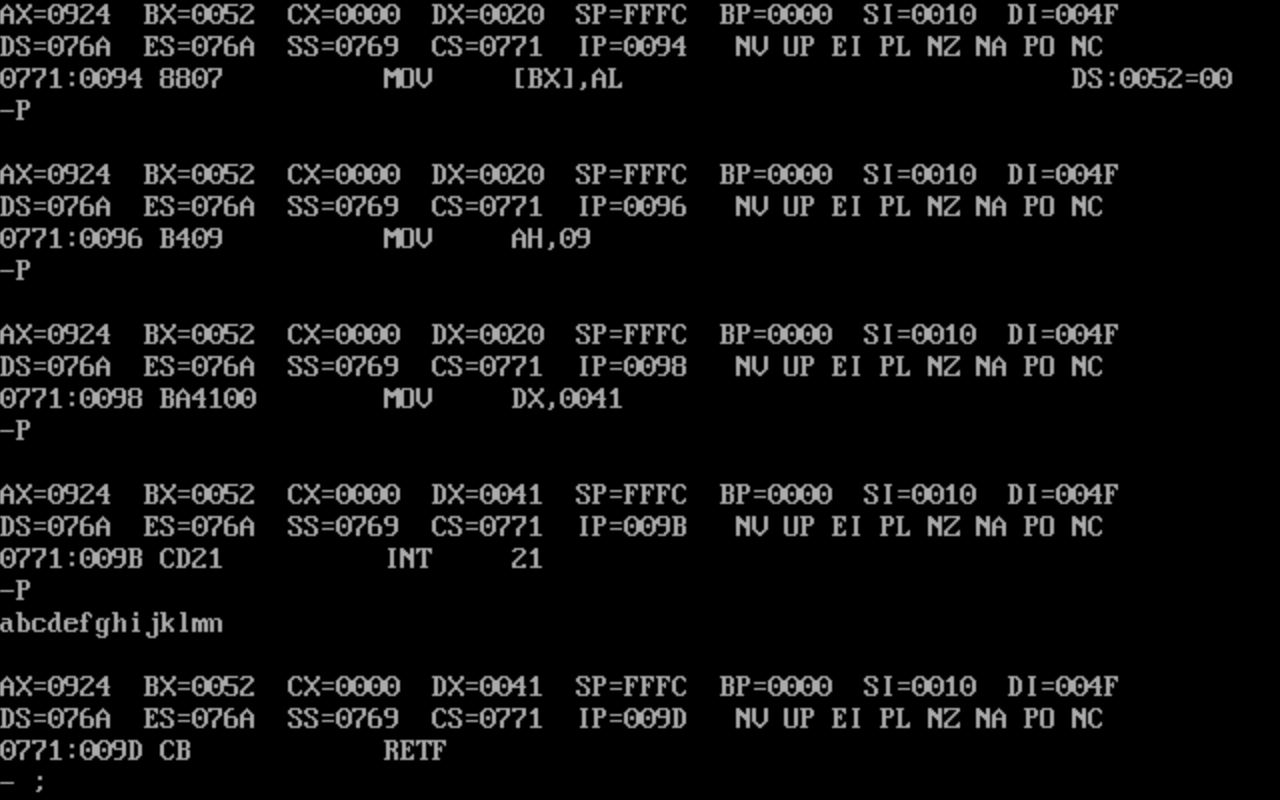 AX=0924  BX=0052  CX=0000  DX=0020  SP=FFFC  BP=0000  SI=0010  DI=004F
DS=076A  ES=076A  SS=0769  CS=0771  IP=0094   NV UP EI PL NZ NA PO NC
0771:0094 8807          MOV     [BX],AL                            DS:0052=00
-P
AX=0924  BX=0052  CX=0000  DX=0020  SP=FFFC  BP=0000  SI=0010  DI=004F
DS=076A  ES=076A  SS=0769  CS=0771  IP=0096   NV UP EI PL NZ NA PO NC
0771:0096 B409          MOV     AH,09
-P
AX=0924  BX=0052  CX=0000  DX=0020  SP=FFFC  BP=0000  SI=0010  DI=004F
DS=076A  ES=076A  SS=0769  CS=0771  IP=0098   NV UP EI PL NZ NA PO NC
0771:0098 BA4100        MOV     DX,0041
-P
AX=0924  BX=0052  CX=0000  DX=0041  SP=FFFC  BP=0000  SI=0010  DI=004F
DS=076A  ES=076A  SS=0769  CS=0771  IP=009B   NV UP EI PL NZ NA PO NC
0771:009B CD21          INT     21
-P
abcdefghijklmn
AX=0924  BX=0052  CX=0000  DX=0041  SP=FFFC  BP=0000  SI=0010  DI=004F
DS=076A  ES=076A  SS=0769  CS=0771  IP=009D   NV UP EI PL NZ NA PO NC
0771:009D CB            RETF
- ;